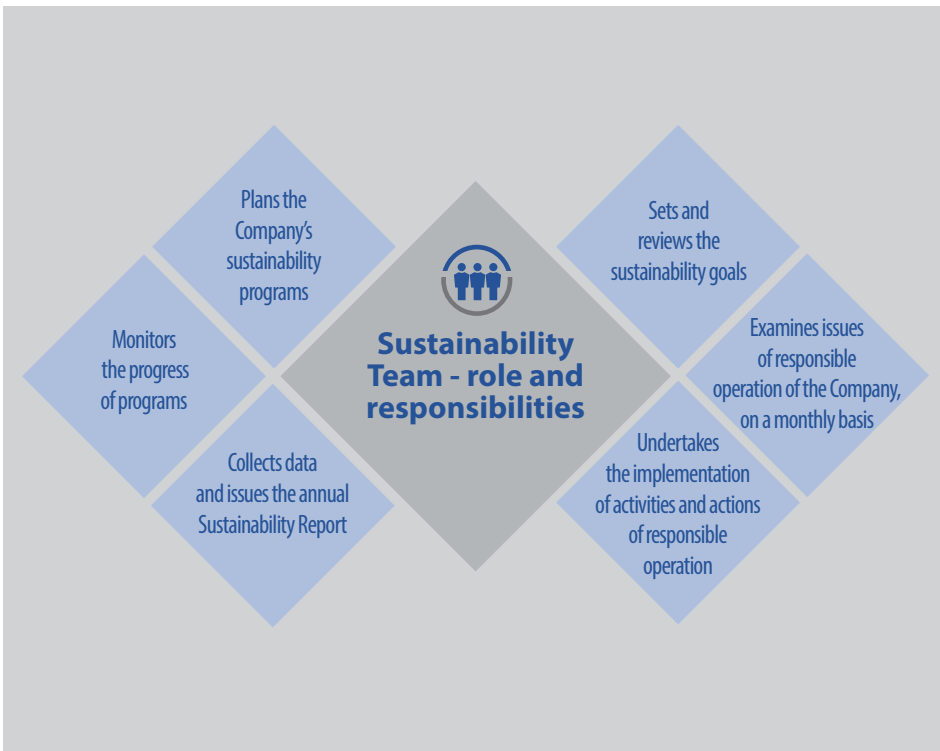 Plans the
Company's
sustainability
programs
Monitors
the progress
of programs
Collects data
and issues the annual
Sustainability Report
Sustainability
Team - role and
responsibilities
Sets and
reviews the
sustainability goals
Examines issues
of responsible
operation of the Company,
on a monthly basis
Undertakes
the implementation
of activities and actions
of responsible
operation